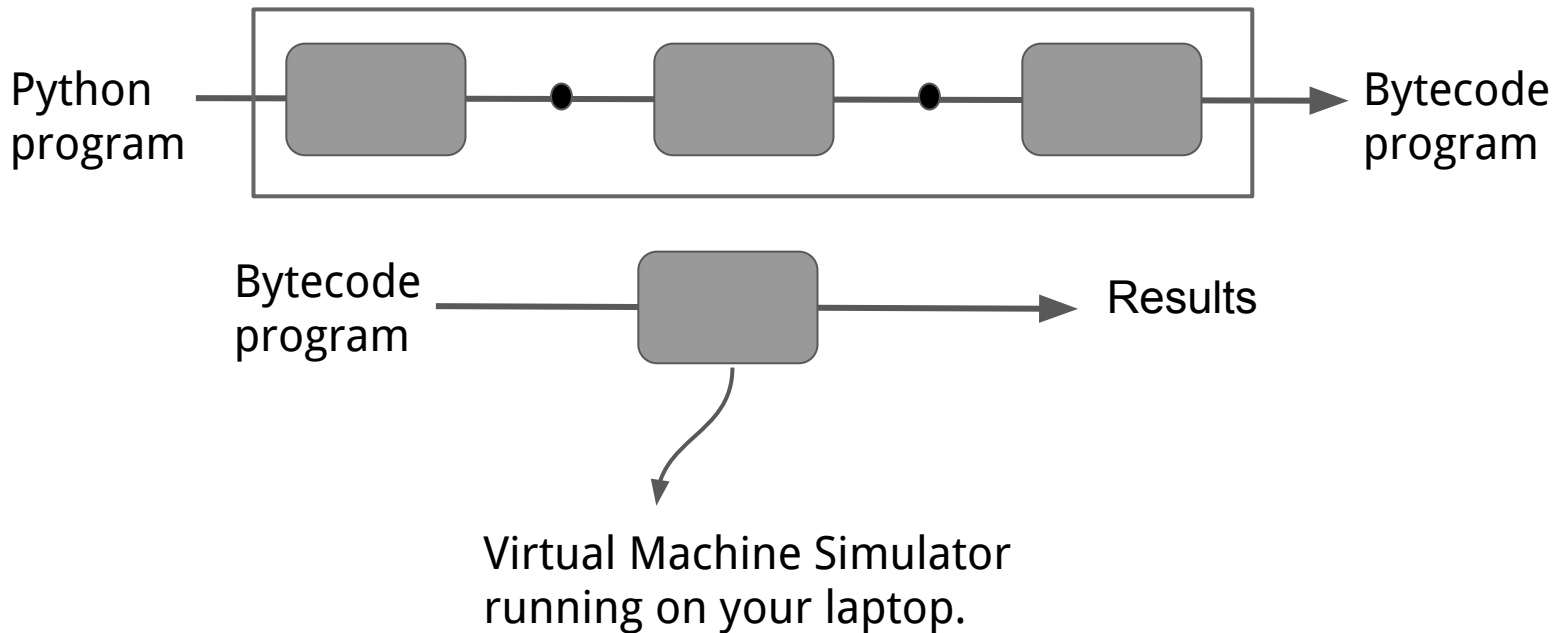 Python
program
Bytecode
program
Bytecode
program
Results
Virtual Machine Simulator
running on your laptop.